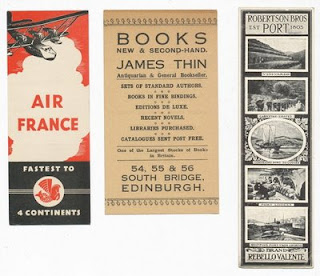 AIR
FRANCE
FASTEST TO
4 CONTINENTS
BOOKS
NEW & SECOND-HAND.
JAMES THIN
Antiquarian & General Bookseller.
SETS OF STANDARD AUTHORS.
BOOKS IN FINE BINDINGS.
EDITIONS DE LUXE.
RECENT NOVELS.
LIBRARIES PURCHASED.
CATALOGUES SENT POST FREE.
One of the Largest Stocks of Books
in Britain.
54, 55 & 56
SOUTH BRIDGE,
EDINBURGH.
ROBERTSON BROS.
PORT
BRAND
REBELLO VALENTE